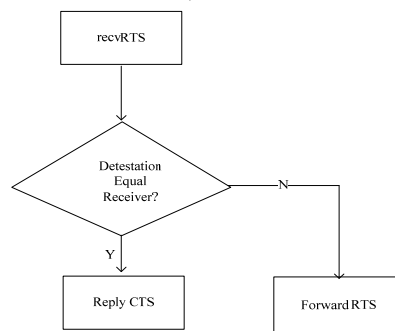 recvRTS
Detestation
Equal
Receiver?
N
Y
Reply CTS
Forward RTS